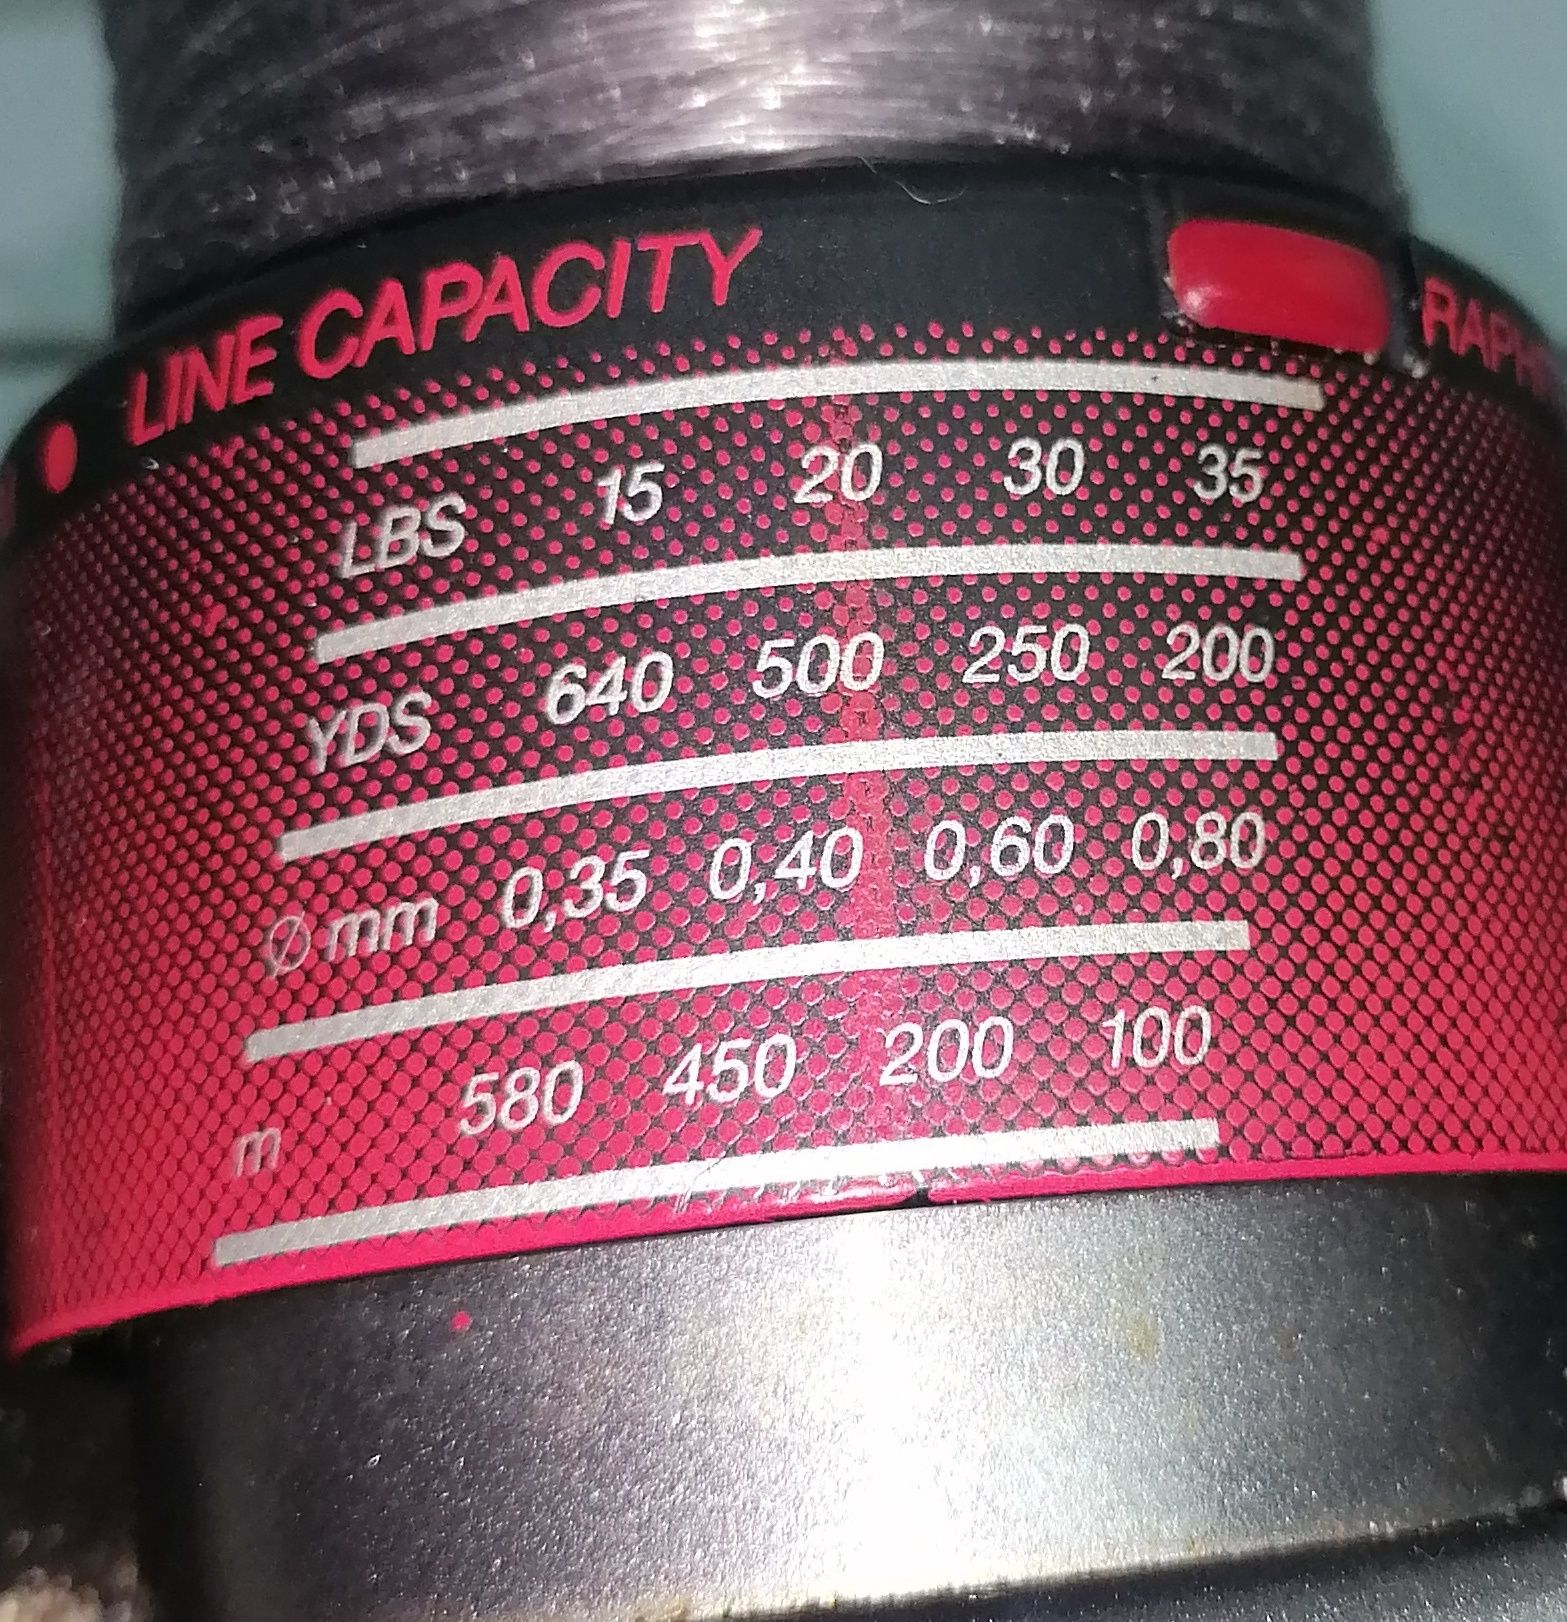 LINE CAPACITY
LBS 15 20 30 35
YDS 640 500 250 200
Ø mm 0,35 0,40 0,60 0,80
m 580 450 200 100